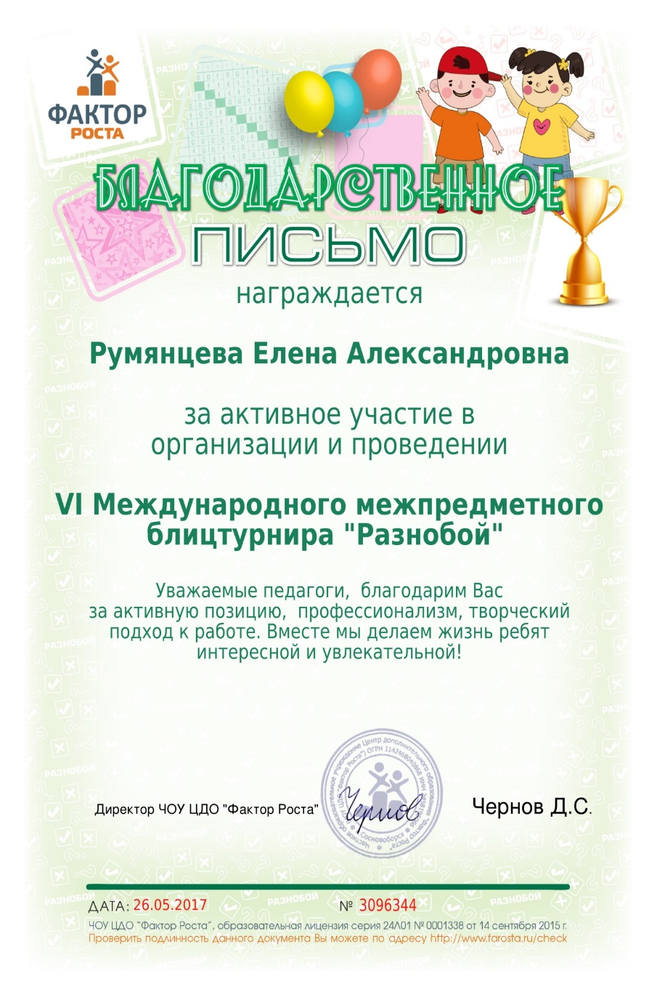 ФАКТОР
РОСТА
БЛАГОДАРСТВЕННОЕ
ПИСЬМО
награждается
Румянцева Елена Александровна
за активное участие в
организации и проведении
VI Международного межпредметного
блицтурнира "Разнобой"
Уважаемые педагоги, благодарим Вас
за активную позицию, профессионализм, творческий
подход к работе. Вместе мы делаем жизнь ребят
интересной и увлекательной!
Директор ЧОУ ЦДО "Фактор Роста"
Чернов
Чернов Д.С.
ДАТА: 26.05.2017 № 3096344
ЧОУ ЦДО "Фактор Роста", образовательная лицензия серия 24Л01 № 0001338 от 14 сентября 2015 г.
Проверить подлинность данного документа Вы можете по адресу http://www.farosta.ru/check